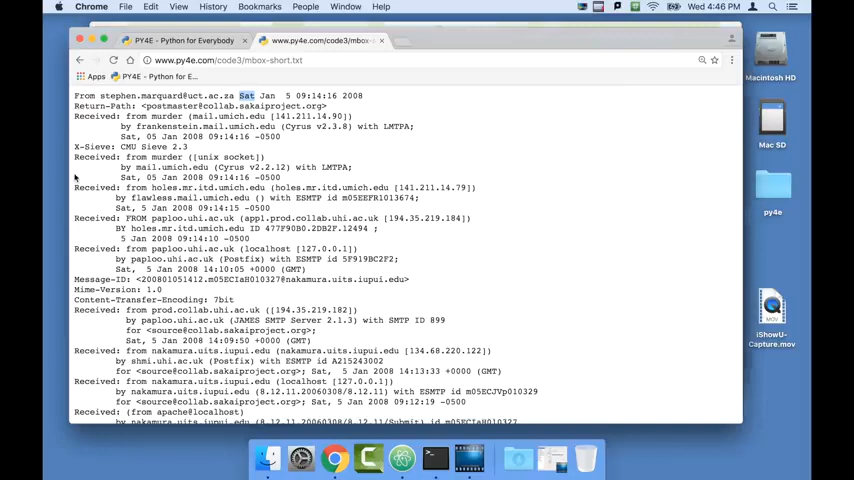 Chrome File Edit View History Bookmarks People Window Help Wed 4:46 PM
PY4E - Python for Everybody × www.py4e.com/code3/mbox-s ×
www.py4e.com/code3/mbox-short.txt
Apps PY4E - Python for E...
From stephen.marquard@uct.ac.za Sat Jan 5 09:14:16 2008
Return-Path: <postmaster@collab.sakaiproject.org>
Received: from murder (mail.umich.edu [141.211.14.90])
by frankenstein.mail.umich.edu (Cyrus v2.3.8) with LMTPA;
Sat, 05 Jan 2008 09:14:16 -0500
X-Sieve: CMU Sieve 2.3
Received: from murder ([unix socket])
by mail.umich.edu (Cyrus v2.2.12) with LMTPA;
Sat, 05 Jan 2008 09:14:16 -0500
Received: from holes.mr.itd.umich.edu (holes.mr.itd.umich.edu [141.211.14.79])
by flawless.mail.umich.edu () with ESMTP id m05EEFR1013674;
Sat, 5 Jan 2008 09:14:15 -0500
Received: FROM paploo.uhi.ac.uk (app1.prod.collab.uhi.ac.uk [194.35.219.184])
BY holes.mr.itd.umich.edu ID 477F90B0.2DB2F.12494 ;
5 Jan 2008 09:14:10 -0500
Received: from paploo.uhi.ac.uk (localhost [127.0.0.1])
by paploo.uhi.ac.uk (Postfix) with ESMTP id 5F919BC2F2;
Sat, 5 Jan 2008 14:10:05 +0000 (GMT)
Message-ID: <200801051412.m05ECIaH010327@nakamura.uits.iupui.edu>
Mime-Version: 1.0
Content-Transfer-Encoding: 7bit
Received: from prod.collab.uhi.ac.uk ([194.35.219.182])
by paploo.uhi.ac.uk (JAMES SMTP Server 2.1.3) with SMTP ID 899
for <source@collab.sakaiproject.org>;
Sat, 5 Jan 2008 14:09:50 +0000 (GMT)
Received: from nakamura.uits.iupui.edu (nakamura.uits.iupui.edu [134.68.220.122])
by shmi.uhi.ac.uk (Postfix) with ESMTP id A215243002
for <source@collab.sakaiproject.org>; Sat, 5 Jan 2008 14:13:33 +0000 (GMT)
Received: from nakamura.uits.iupui.edu (localhost [127.0.0.1])
by nakamura.uits.iupui.edu (8.12.11.20060308/8.12.11) with ESMTP id m05ECJVp010329
for <source@collab.sakaiproject.org>; Sat, 5 Jan 2008 09:12:19 -0500
Received: (from apache@localhost)
by nakamura.uits.iupui.edu (8.12.11.20060308/8.12.11/Submit) id m05ECIaH010327
Macintosh HD
Mac SD
py4e
MOV
iShowU-
Capture.mov